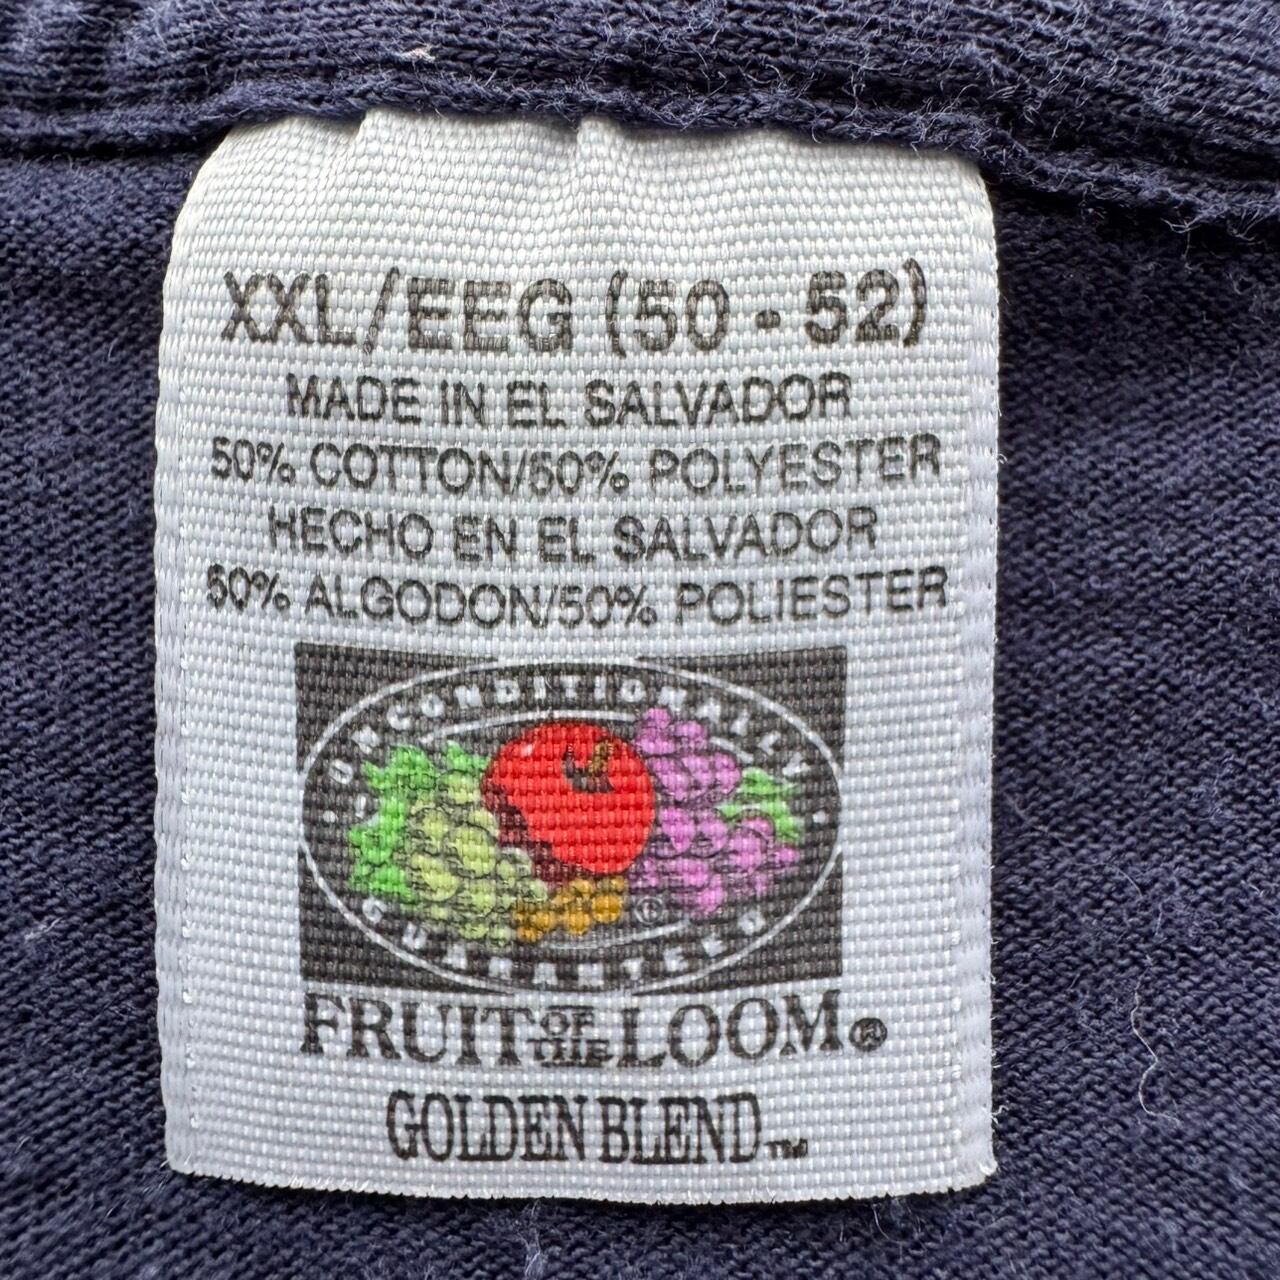 XXL/EEG (50 - 52)
MADE IN EL SALVADOR
50% COTTON/50% POLYESTER
HECHO EN EL SALVADOR
50% ALGODON/50% POLIESTER
UNCONDITIONALLY
GUARANTEED
®
FRUIT OF THE LOOM®
GOLDEN BLEND™